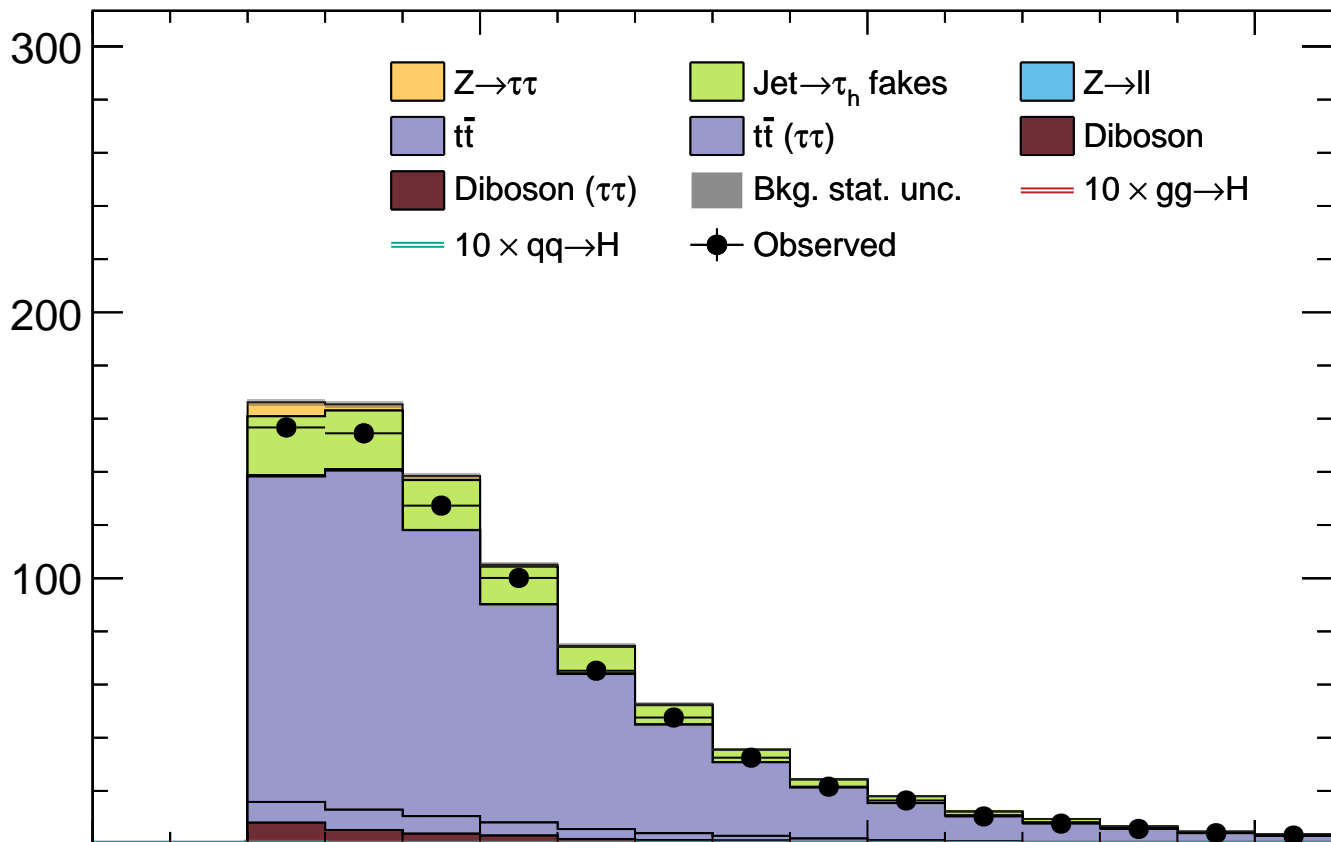 300
Z→ττ Jet→τh fakes Z→ll
tt̄ tt̄ (ττ) Diboson
Diboson (ττ) Bkg. stat. unc. 10 × gg→H
10 × qq→H Observed
200
100